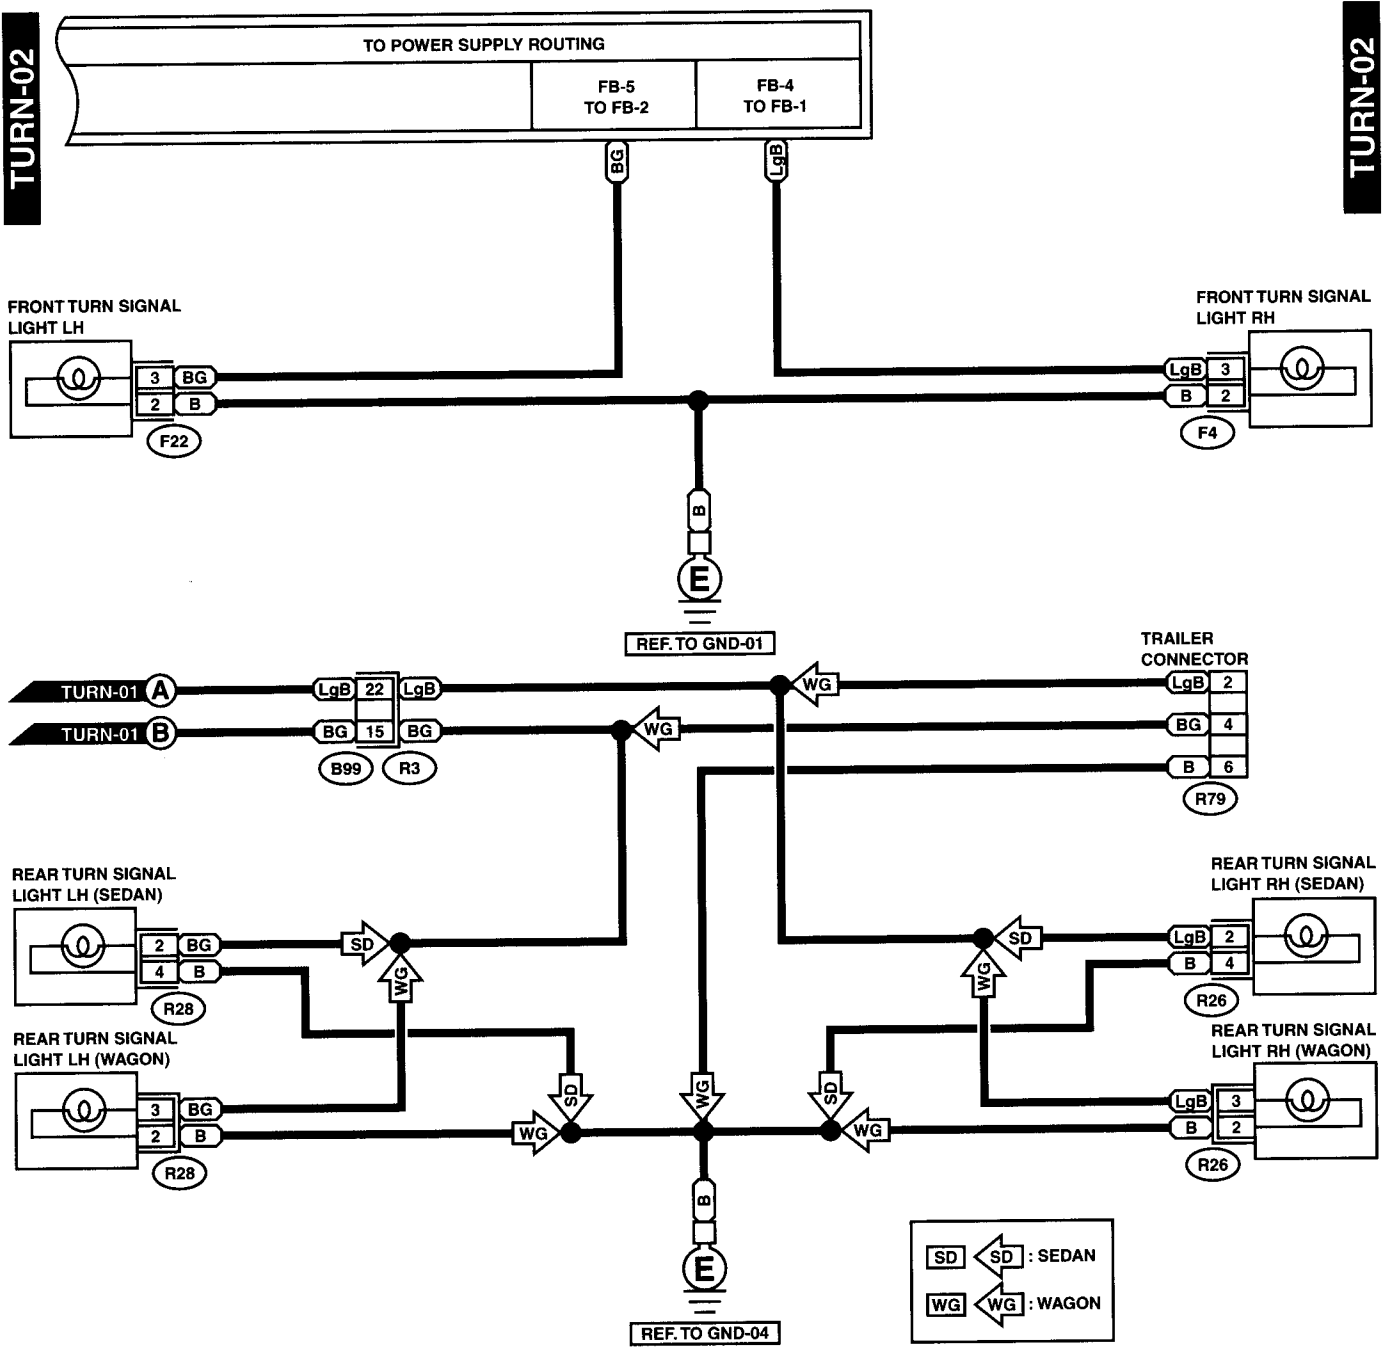 TURN-02
TURN-02
TO POWER SUPPLY ROUTING
FB-5
TO FB-2
FB-4
TO FB-1
BG
LgB
FRONT TURN SIGNAL
LIGHT LH
3 BG
2 B
F22
FRONT TURN SIGNAL
LIGHT RH
LgB 3
B 2
F4
B
E
REF. TO GND-01
TURN-01 A LgB 22 LgB
TURN-01 B BG 15 BG
B99 R3
WG
WG
TRAILER
CONNECTOR
LgB 2
BG 4
B 6
R79
REAR TURN SIGNAL
LIGHT LH (SEDAN)
2 BG
4 B
R28
SD
WG
REAR TURN SIGNAL
LIGHT RH (SEDAN)
SD
WG
LgB 2
B 4
R26
REAR TURN SIGNAL
LIGHT LH (WAGON)
3 BG
2 B
R28
SD
WG
WG
SD
WG
REAR TURN SIGNAL
LIGHT RH (WAGON)
LgB 3
B 2
R26
B
E
REF. TO GND-04
SD SD : SEDAN
WG WG : WAGON